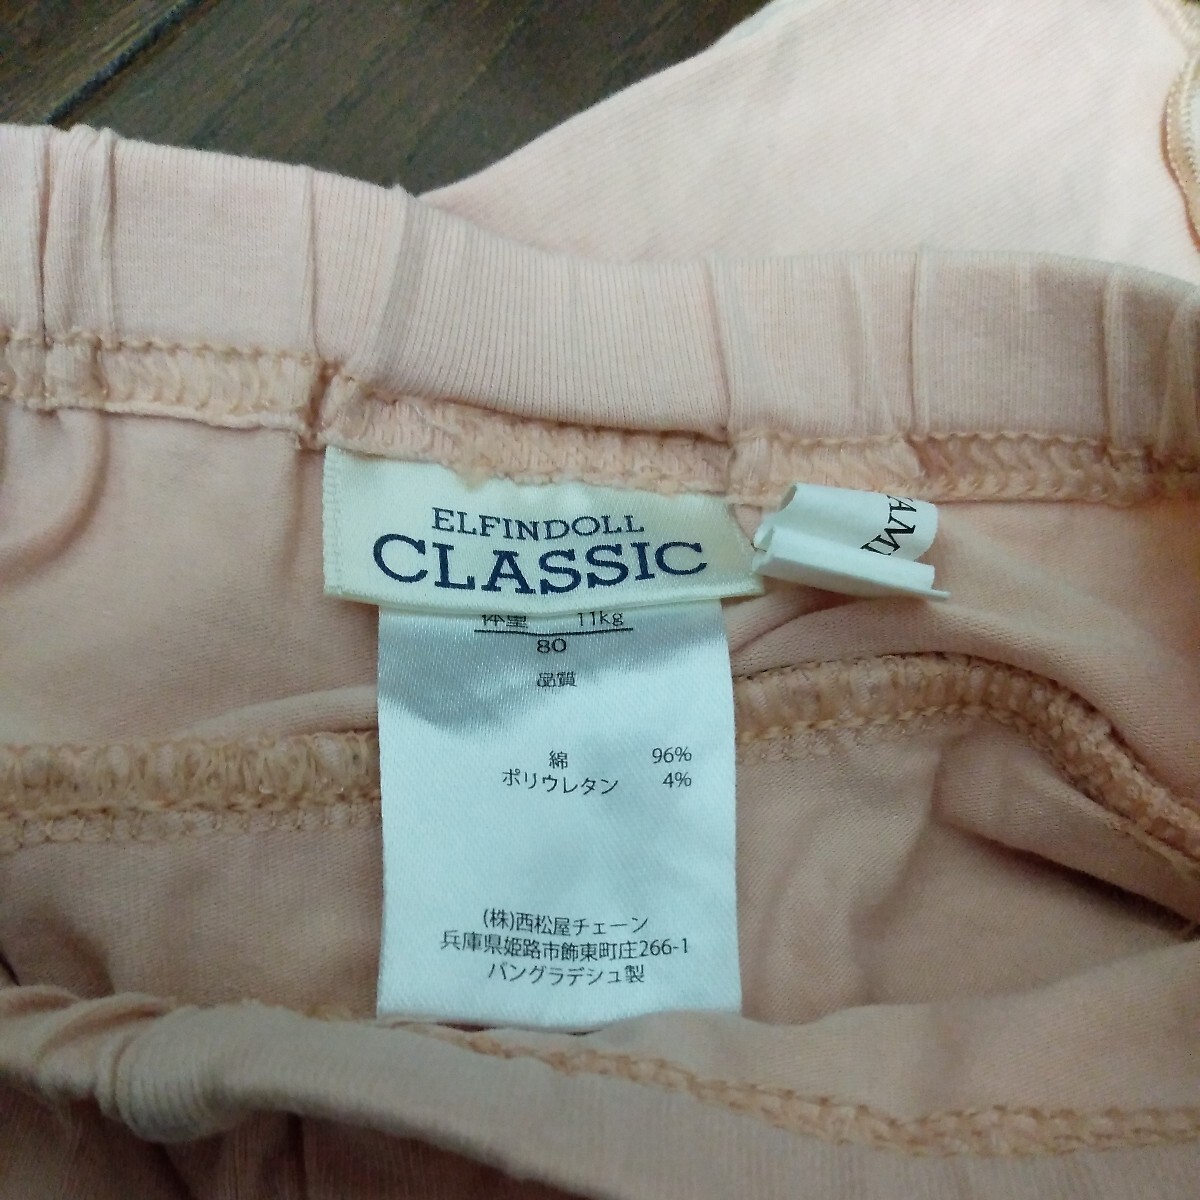 ELFINDOLL
CLASSIC
体重 11kg
80
品質
綿 96%
ポリウレタン 4%
(株)西松屋チェーン
兵庫県姫路市飾東町庄266-1
バングラデシュ製